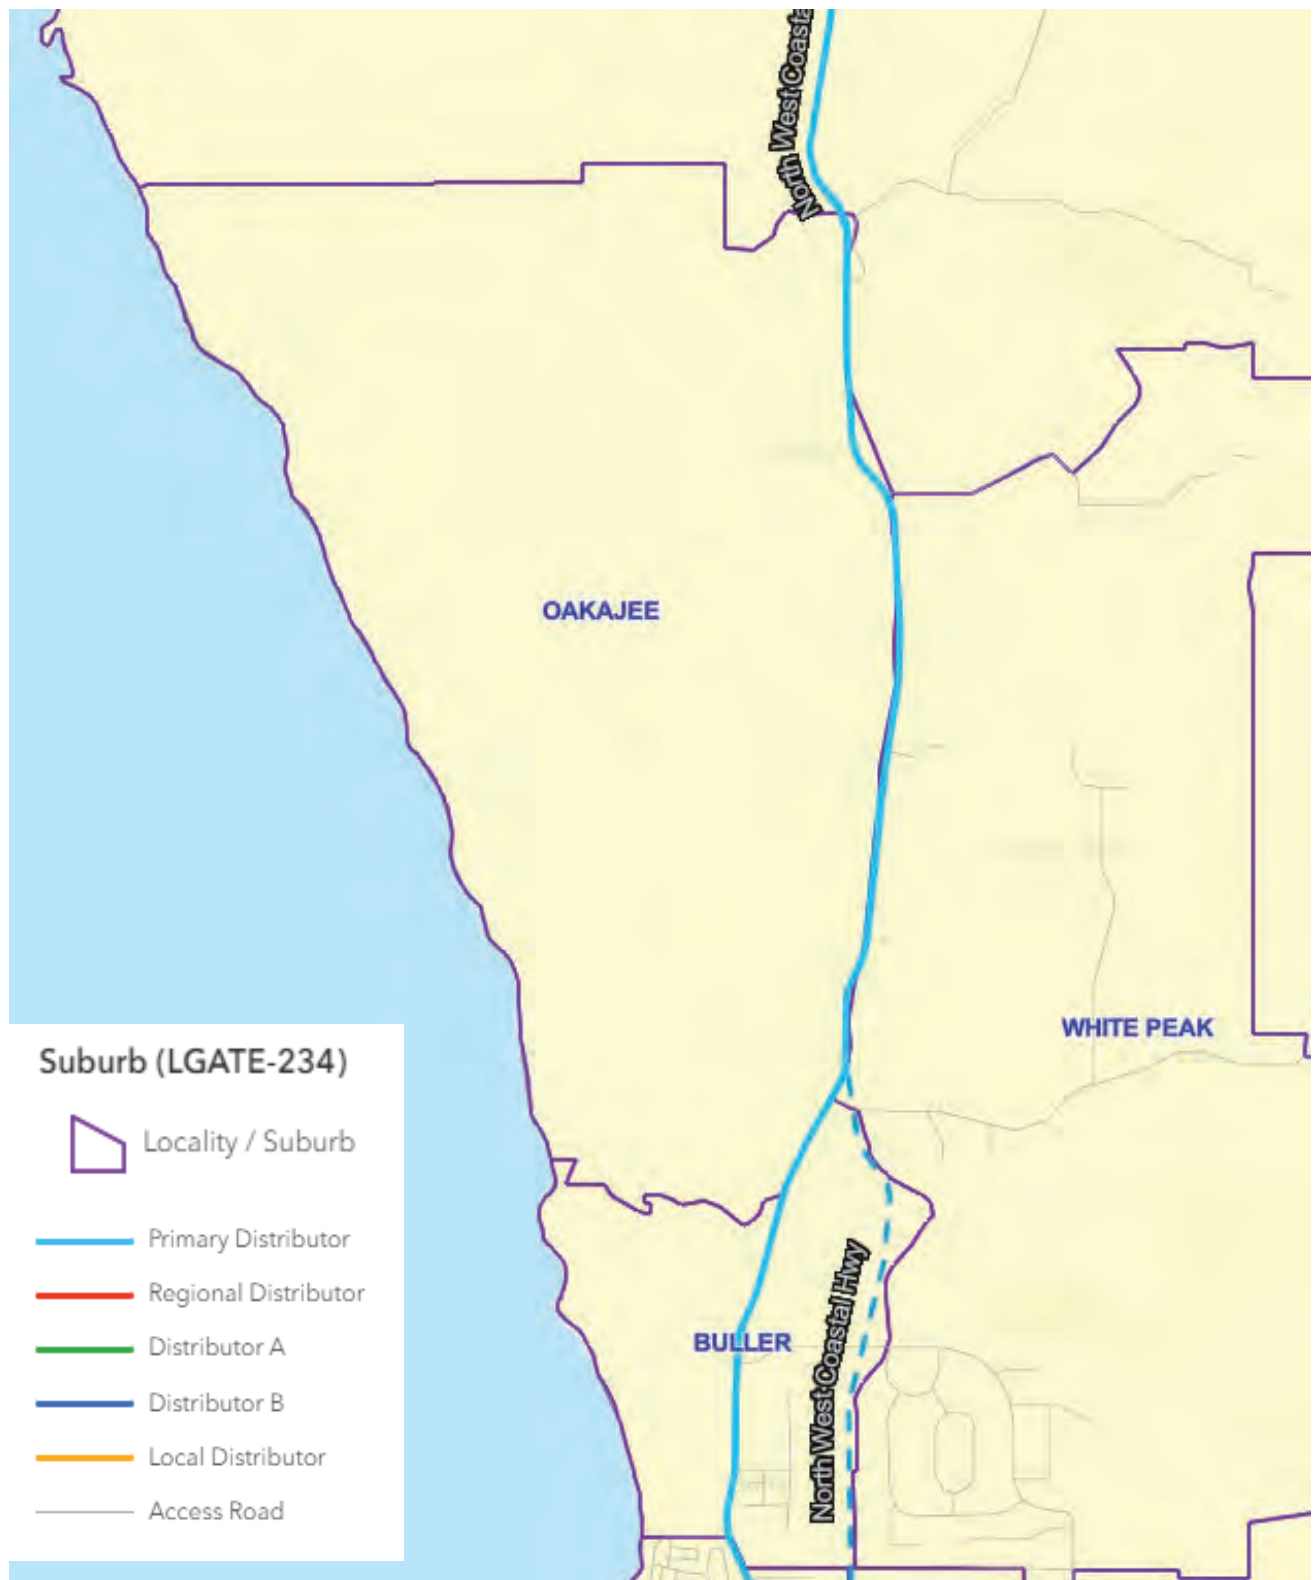 North West Coasta
OAKAJEE
WHITE PEAK
Suburb (LGATE-234)
Locality / Suburb
Primary Distributor
Regional Distributor
Distributor A
Distributor B
Local Distributor
Access Road
BULLER
North West Coastal Hwy